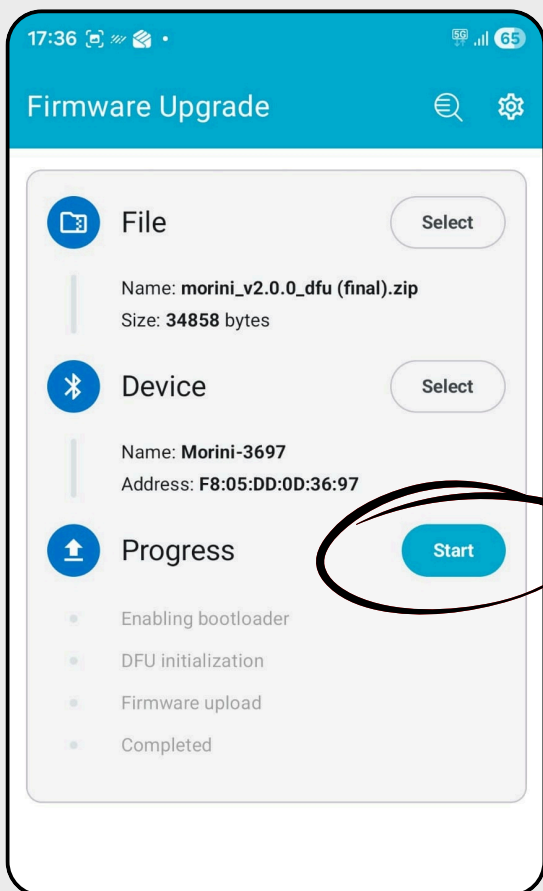 17:36
5G 65
Firmware Upgrade
File Select
Name: morini_v2.0.0_dfu (final).zip
Size: 34858 bytes
Device Select
Name: Morini-3697
Address: F8:05:DD:0D:36:97
Progress Start
Enabling bootloader
DFU initialization
Firmware upload
Completed